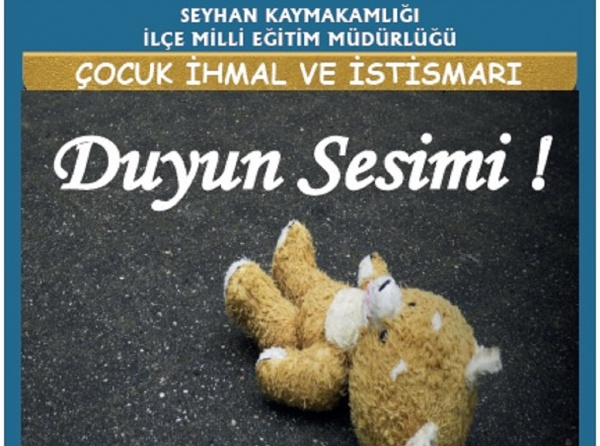 SEYHAN KAYMAKAMLIĞI
İLÇE MİLLİ EĞİTİM MÜDÜRLÜĞÜ
ÇOCUK İHMAL VE İSTİSMARI
Duyun Sesimi !